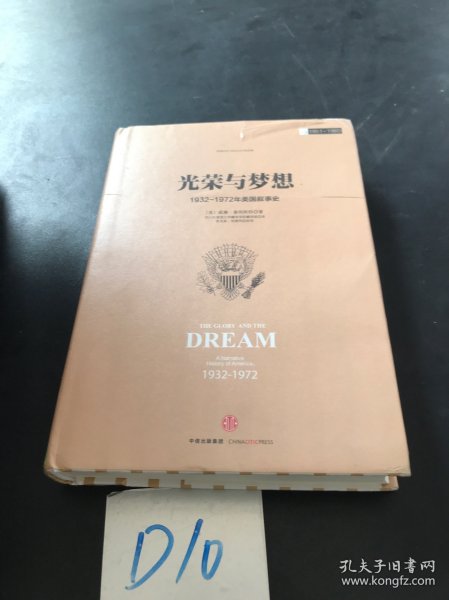 光荣与梦想
1932-1972年美国叙事史
THE GLORY AND THE
DREAM
A Narrative
History of America,
1932-1972
中信出版集团 CHINACITICPRESS
D10
孔夫子旧书网
www.kongfz.com